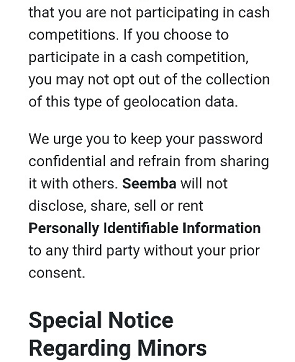 that you are not participating in cash
competitions. If you choose to
participate in a cash competition,
you may not opt out of the collection
of this type of geolocation data.
We urge you to keep your password
confidential and refrain from sharing
it with others. Seemba will not
disclose, share, sell or rent
Personally Identifiable Information
to any third party without your prior
consent.
Special Notice
Regarding Minors